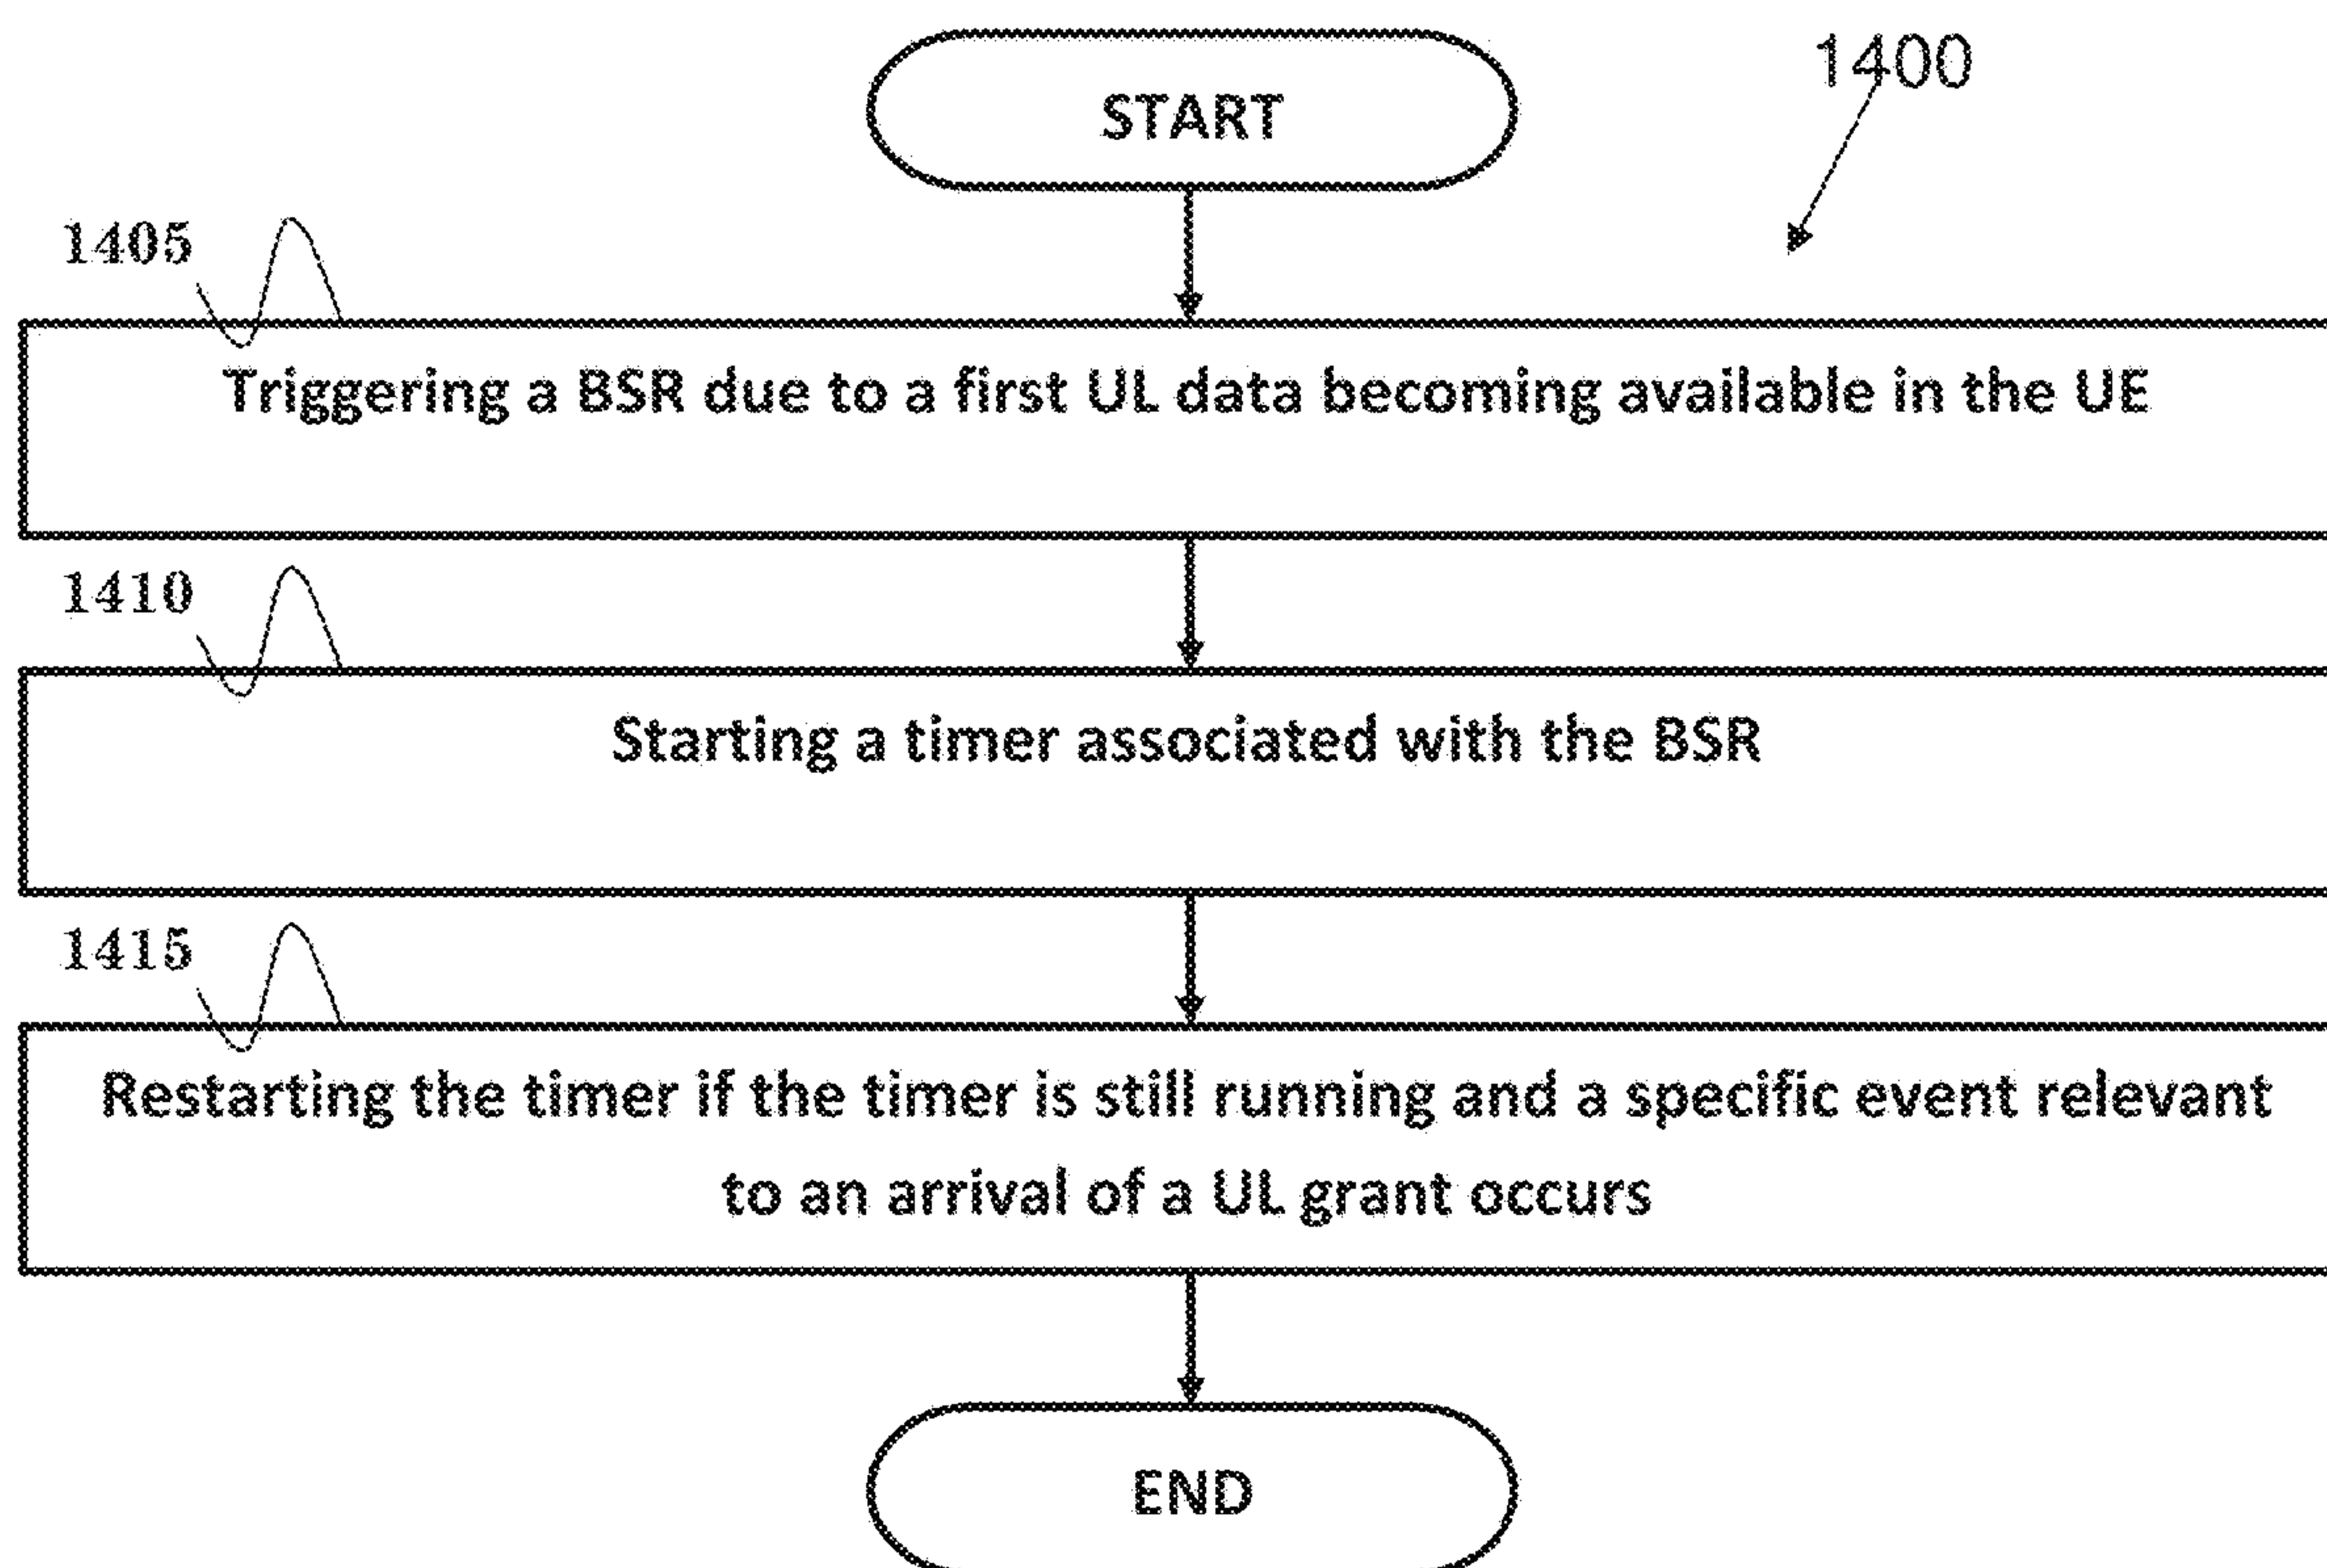 START
1400
1405
Triggering a BSR due to a first UL data becoming available in the UE
1410
Starting a timer associated with the BSR
1415
Restarting the timer if the timer is still running and a specific event relevant
to an arrival of a UL grant occurs
END